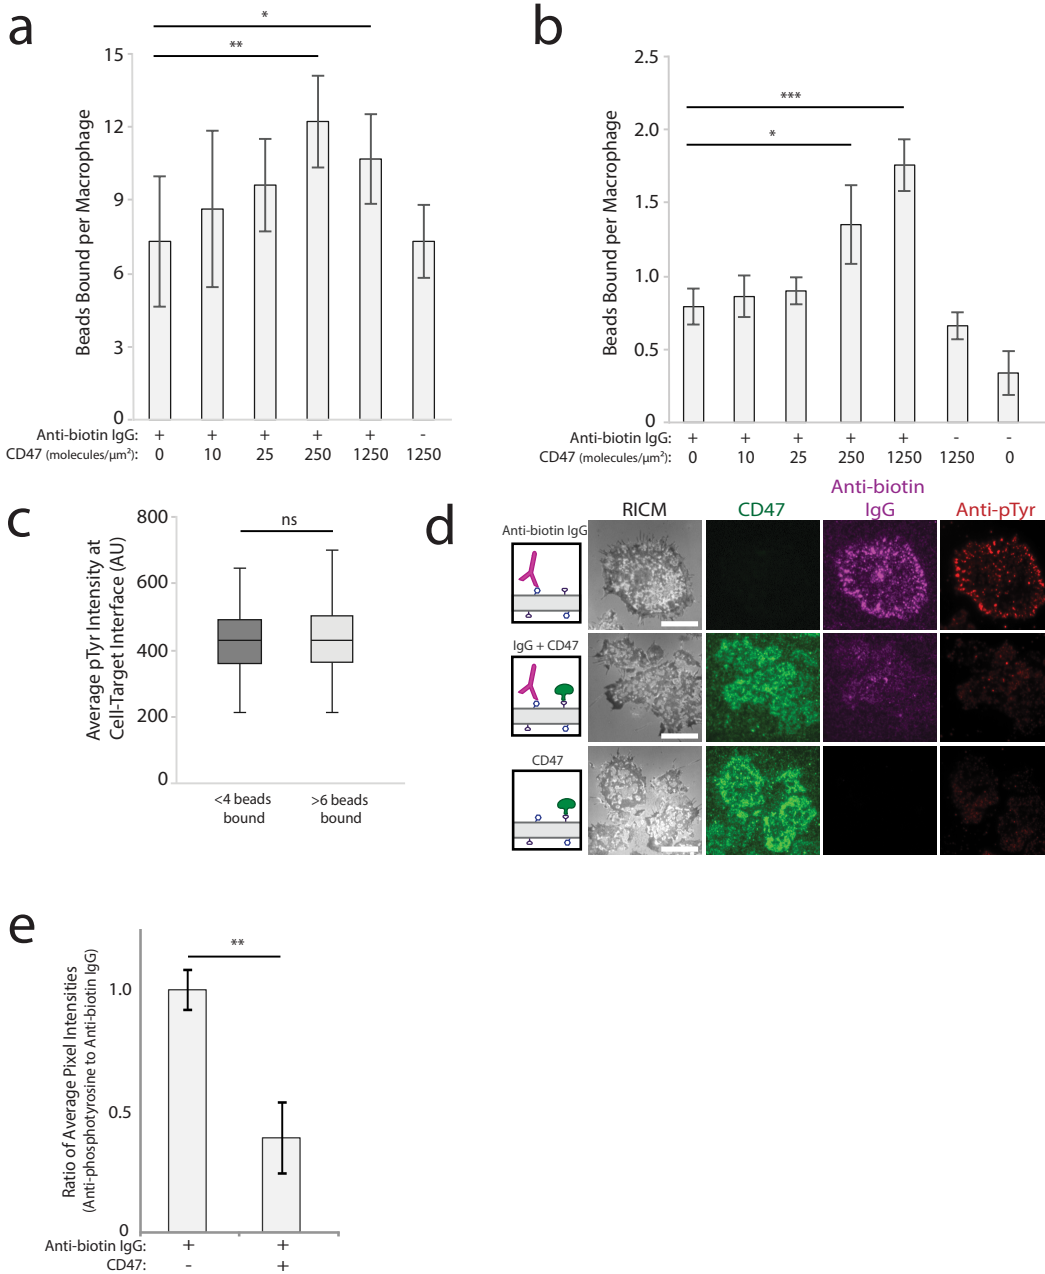 a
*
**
15
12
9
6
3
0
Beads Bound per Macrophage
Anti-biotin IgG: + + + + + -
CD47 (molecules/µm²): 0 10 25 250 1250 1250
b
***
*
2.5
2.0
1.5
1.0
0.5
0
Beads Bound per Macrophage
Anti-biotin IgG: + + + + + - -
CD47 (molecules/µm²): 0 10 25 250 1250 1250 0
c
ns
800
600
400
200
0
Average pTyr Intensity at
Cell-Target Interface (AU)
<4 beads
bound
>6 beads
bound
d
RICM
CD47
Anti-biotin
IgG
Anti-pTyr
Anti-biotin IgG
IgG + CD47
CD47
e
**
1.0
0.5
0
Ratio of Average Pixel Intensities
(Anti-phosphotyrosine to Anti-biotin IgG)
Anti-biotin IgG: + +
CD47: - +